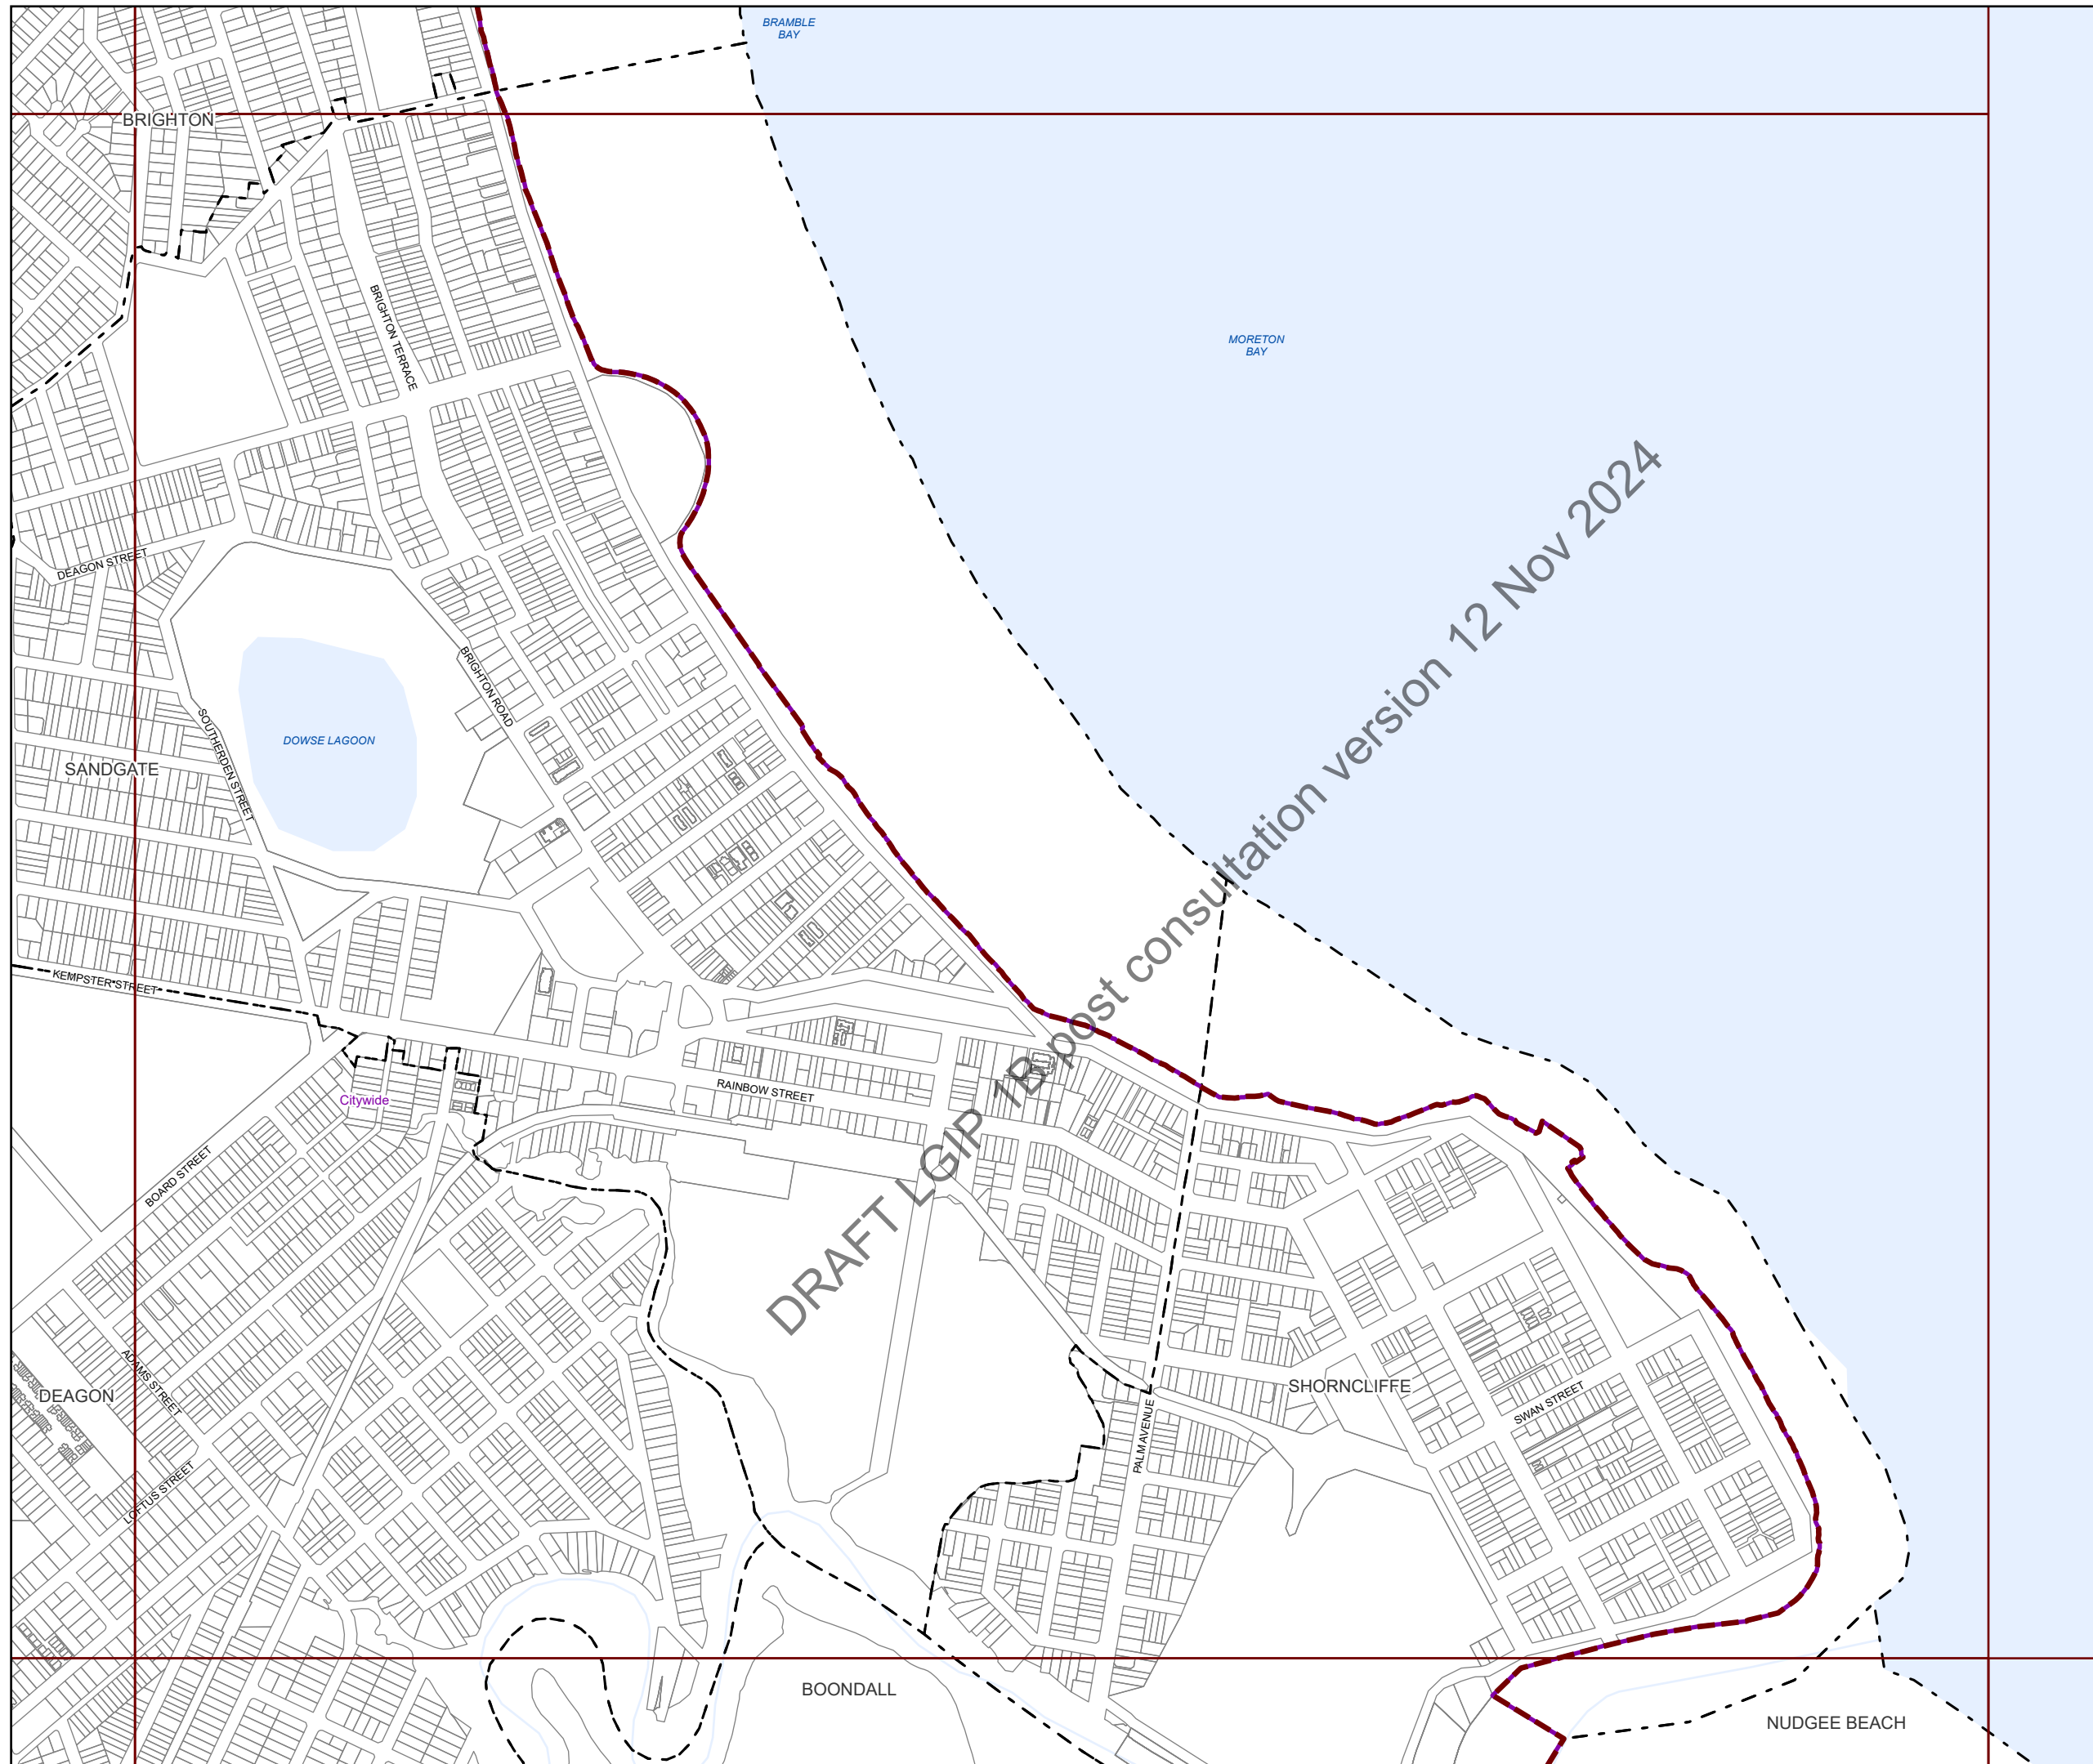 BRAMBLE
BAY
BRIGHTON
BRIGHTON TERRACE
MORETON
BAY
DEAGON STREET
BRIGHTON ROAD
SOUTHERDEN STREET
DOWSE LAGOON
SANDGATE
KEMPSTER STREET
DRAFT LGIP 1B post consultation version 12 Nov 2024
RAINBOW STREET
Citywide
BOARD STREET
ADAMS STREET
DEAGON
SHORNCLIFFE
SWAN STREET
PALM AVENUE
LOFTUS STREET
BOONDALL
NUDGEE BEACH